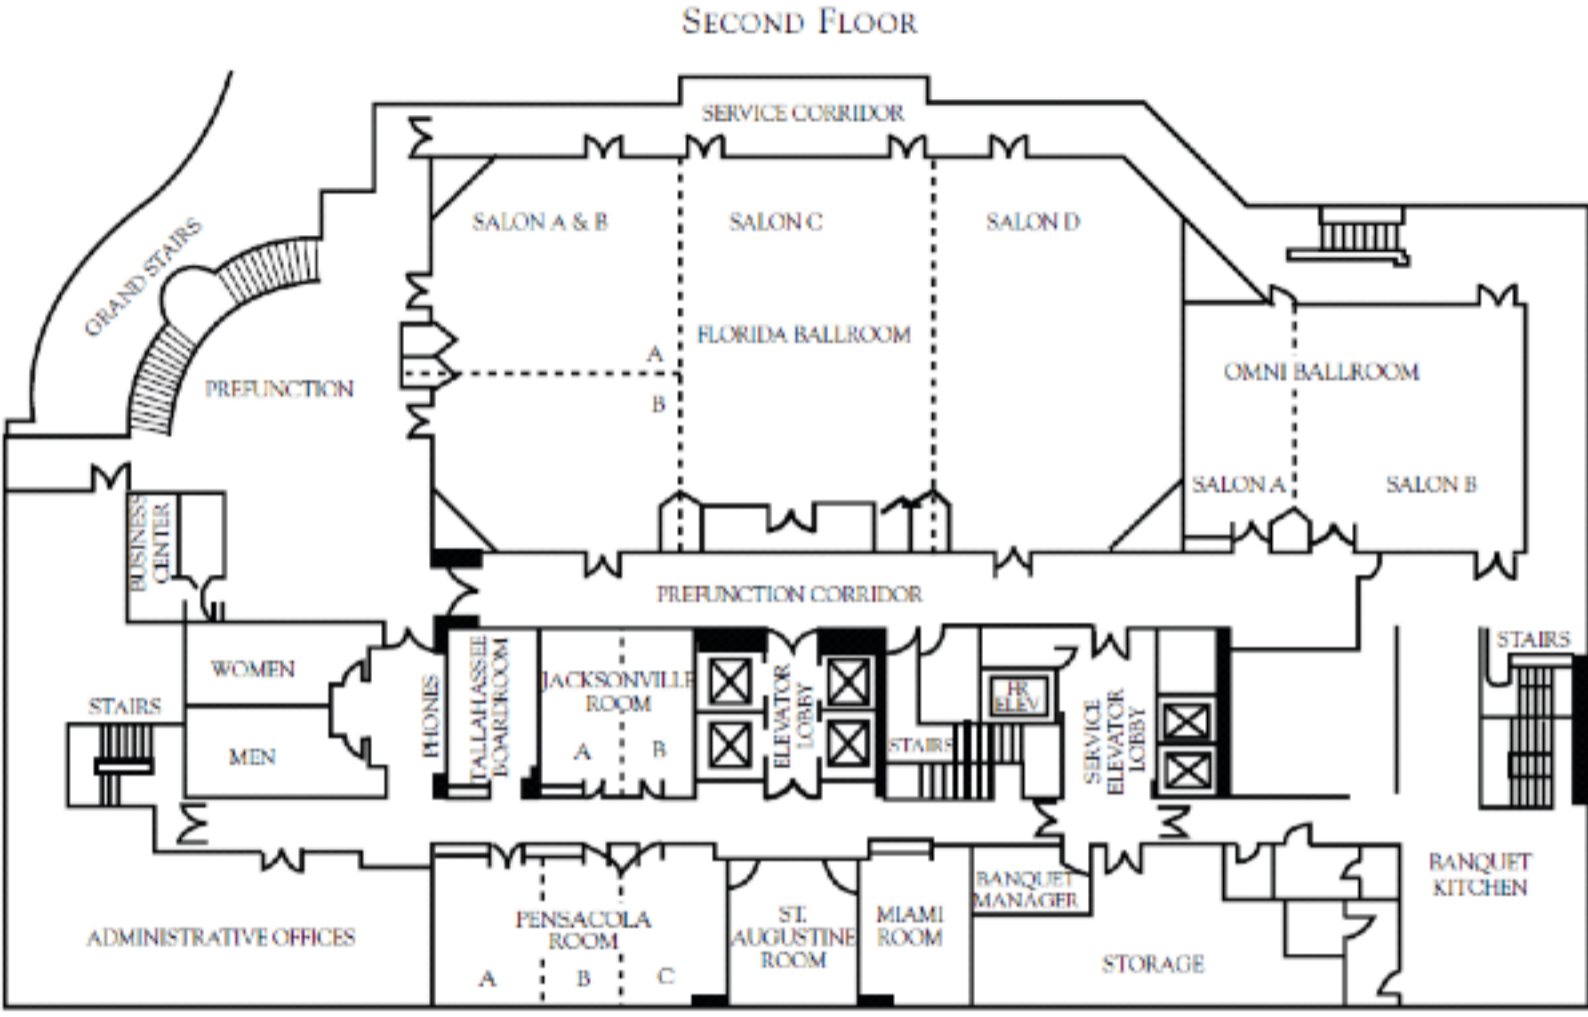 SECOND FLOOR
SERVICE CORRIDOR
SALON A & B
SALON C
SALON D
GRAND STAIRS
FLORIDA BALLROOM
A
B
PREFUNCTION
OMNI BALLROOM
SALON A
SALON B
BUSINESS
CENTER
PREFUNCTION CORRIDOR
WOMEN
MEN
STAIRS
PHONES
TALLAHASSEE
BOARDROOM
JACKSONVILLE
ROOM
A
B
ELEVATOR
LOBBY
STAIRS
FR
ELEV
SERVICE
ELEVATOR
LOBBY
STAIRS
BANQUET
KITCHEN
ADMINISTRATIVE OFFICES
PENSACOLA
ROOM
A
B
C
ST.
AUGUSTINE
ROOM
MIAMI
ROOM
BANQUET
MANAGER
STORAGE